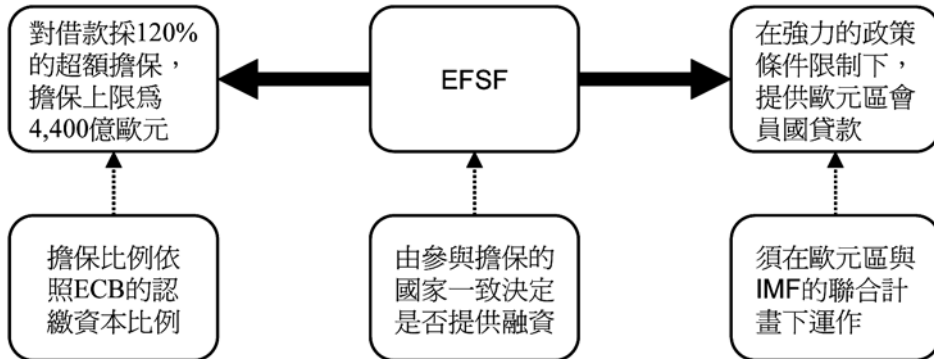 對借款採120%
的超額擔保，
擔保上限爲
4,400億歐元
EFSF
在強力的政策
條件限制下，
提供歐元區會
員國貸款
擔保比例依
照ECB的認
繳資本比例
由參與擔保的
國家一致決定
是否提供融資
須在歐元區與
IMF的聯合計
畫下運作